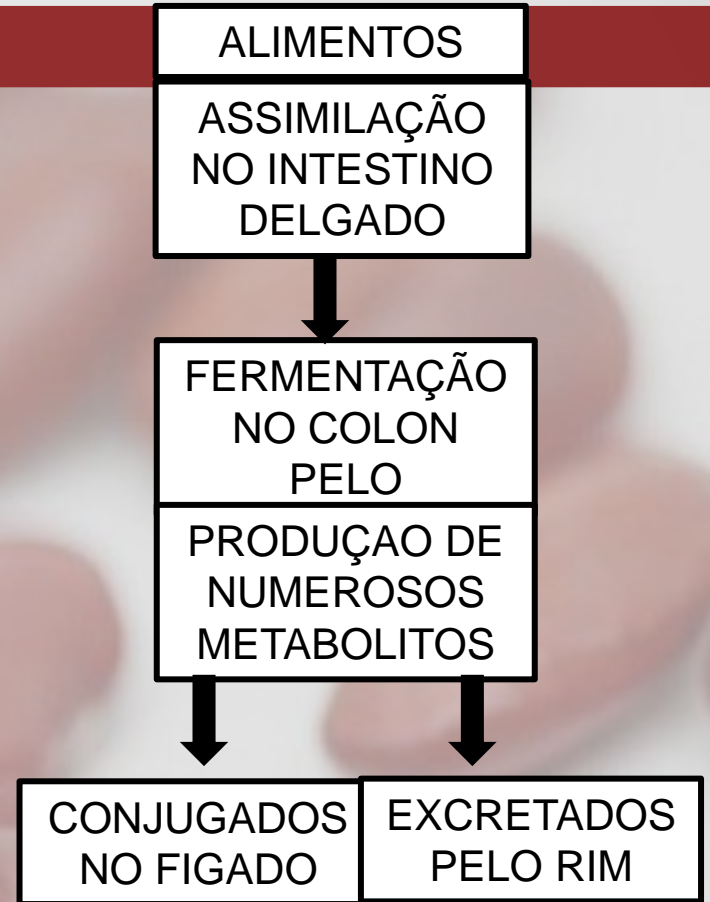 ALIMENTOS
ASSIMILAÇÃO
NO INTESTINO
DELGADO
FERMENTAÇÃO
NO COLON
PELO
PRODUÇAO DE
NUMEROSOS
METABOLITOS
CONJUGADOS
NO FIGADO
EXCRETADOS
PELO RIM